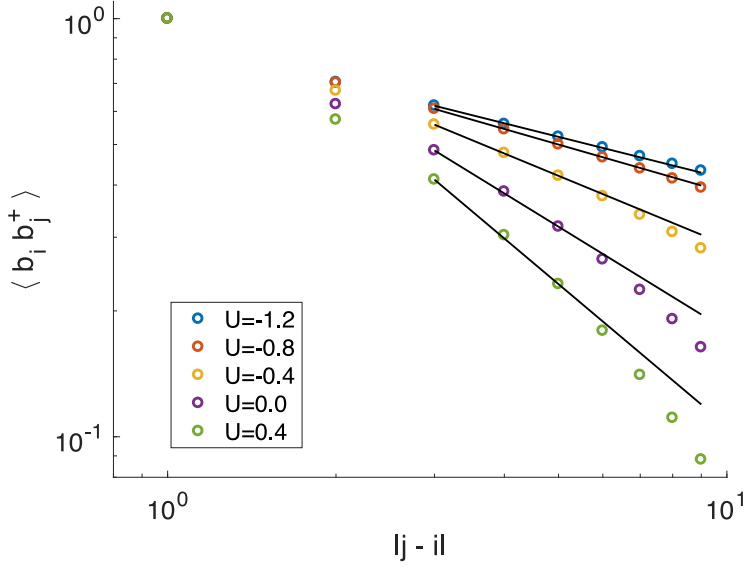 10⁰
10⁻¹
⟨ b_i b_j^+ ⟩
U=-1.2
U=-0.8
U=-0.4
U=0.0
U=0.4
10⁰
10¹
|j - i|